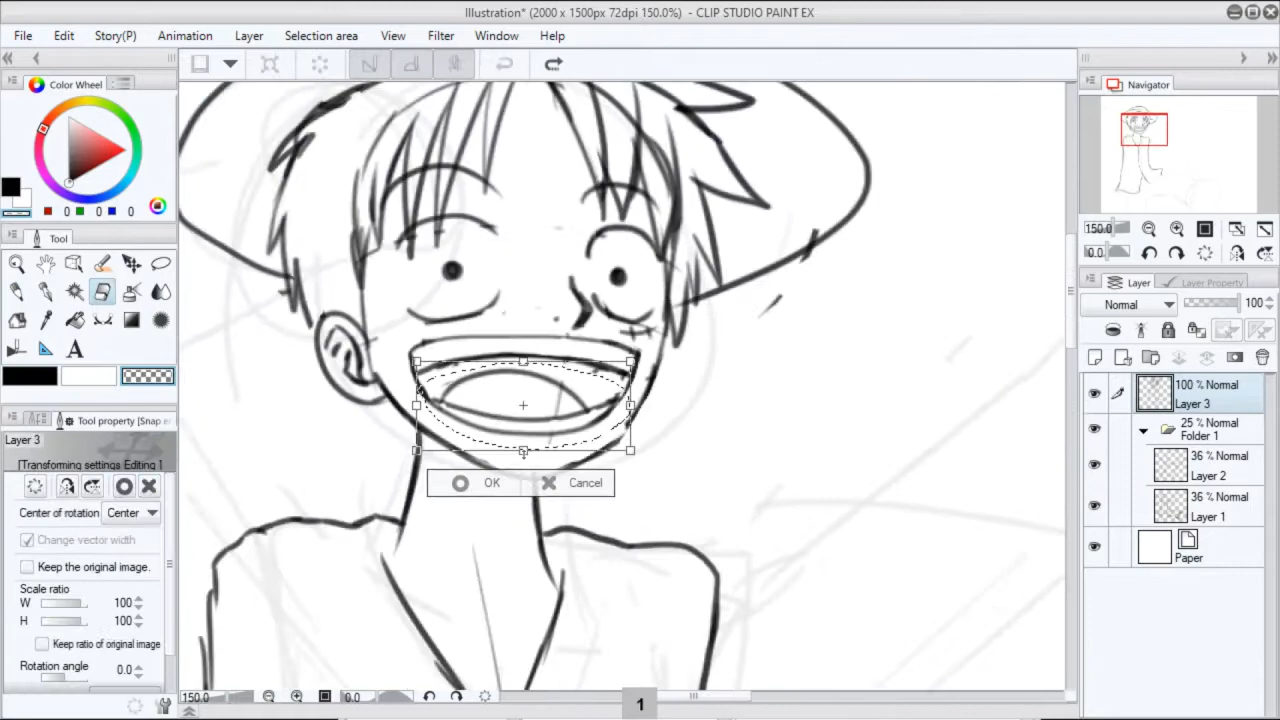 Illustration* (2000 x 1500px 72dpi 150.0%) - CLIP STUDIO PAINT EX
File Edit Story(P) Animation Layer Selection area View Filter Window Help
Color Wheel
0 0 0
Tool
A
Tool property [Snap e
Layer 3
[Transforming settings Editing 1
Center of rotation Center
Change vector width
Keep the original image.
Scale ratio
W 100
H 100
Keep ratio of original image
Rotation angle 0.0
OK Cancel
150.0 0.0
1
Navigator
150.0
0.0
Layer Layer Property
Normal 100
100 % Normal
Layer 3
25 % Normal
Folder 1
36 % Normal
Layer 2
36 % Normal
Layer 1
Paper